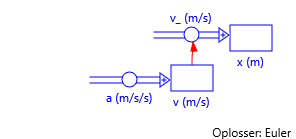 v_ (m/s)
x (m)
a (m/s/s)
v (m/s)
Oplosser: Euler